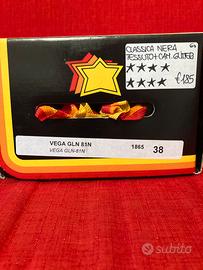 CLASSICA NERA
TESSUTO+CAM. GLITTER
€185
VEGA GLN 81N
VEGA GLN-81N
1865
38
subito